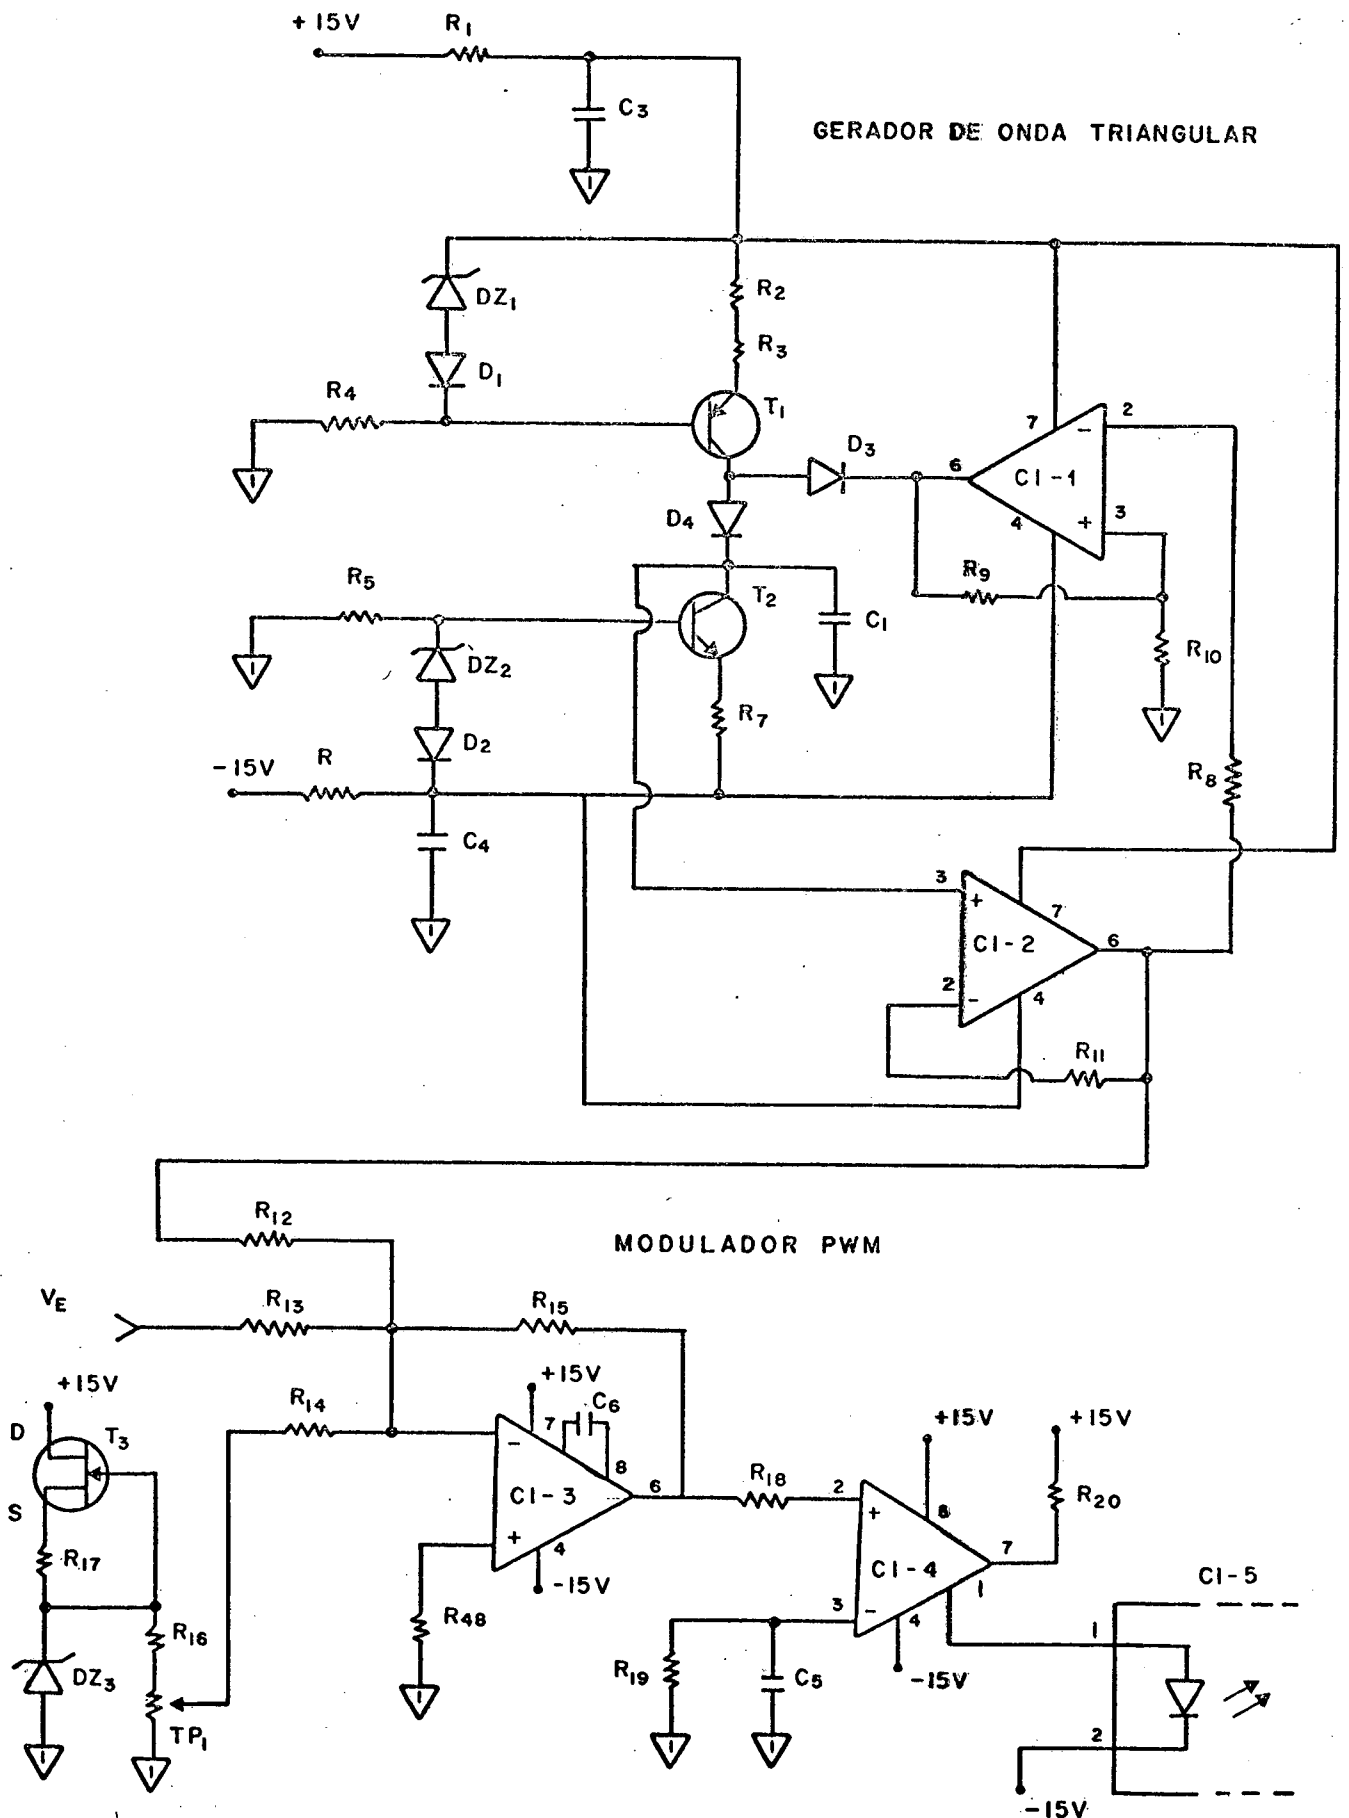 +15V R1
C3
GERADOR DE ONDA TRIANGULAR
DZ1
R2
R3
D1
R4
T1
2
7
D3
6
CI-1
-
+
3
4
D4
R5
T2
R9
C1
R10
DZ2
R7
D2
-15V R
R8
C4
3
+
7
CI-2
6
2
-
4
R11
R12
MODULADOR PWM
VE
R13
R15
+15V
+15V
R14
C6
7
+15V
+15V
D
T3
-
8
R18
2
R20
S
CI-3
6
+
8
7
R17
+
4
CI-4
CI-5
-15V
1
R48
3
-
4
1
R16
R19
C5
-15V
DZ3
TP1
2
-15V